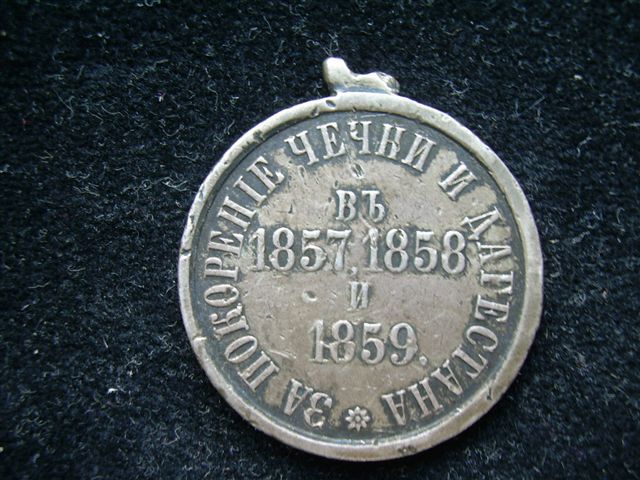 ЗА ПОКОРЕНІЕ ЧЕЧНИ И ДАГЕСТАНА
ВЪ
1857, 1858
И
1859.